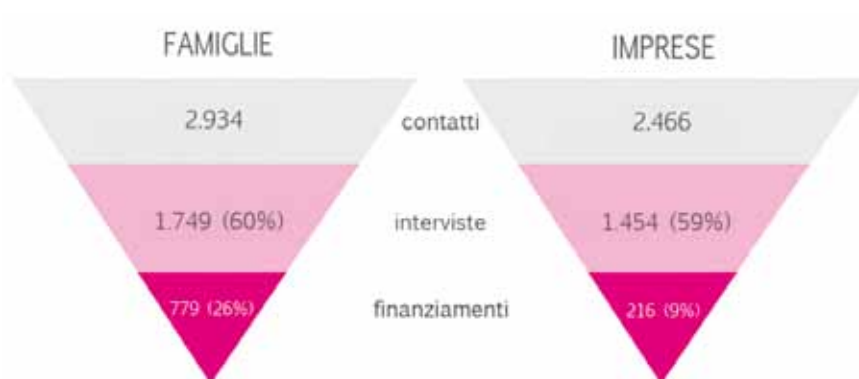 FAMIGLIE IMPRESE
2.934 contatti 2.466
1.749 (60%) interviste 1.454 (59%)
779 (26%) finanziamenti 216 (9%)